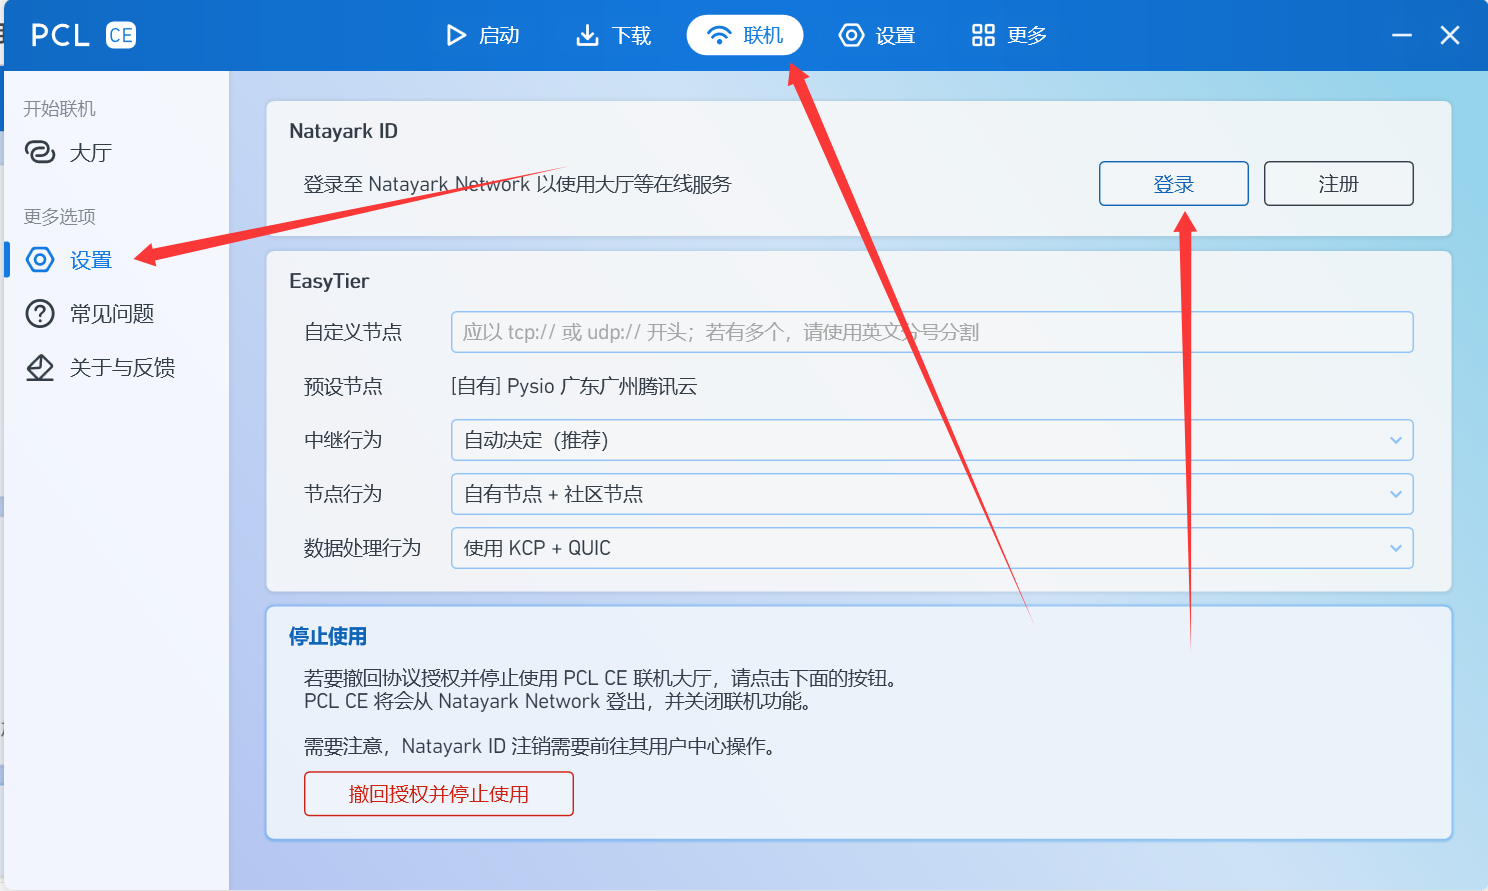 PCL CE
启动
下载
联机
设置
更多
开始联机
大厅
更多选项
设置
常见问题
关于与反馈
Natayark ID
登录至 Natayark Network 以使用大厅等在线服务
登录
注册
EasyTier
自定义节点
应以 tcp:// 或 udp:// 开头；若有多个，请使用英文分号分割
预设节点
[自有] Pysio 广东广州腾讯云
中继行为
自动决定（推荐）
节点行为
自有节点 + 社区节点
数据处理行为
使用 KCP + QUIC
停止使用
若要撤回协议授权并停止使用 PCL CE 联机大厅，请点击下面的按钮。
PCL CE 将会从 Natayark Network 登出，并关闭联机功能。
需要注意，Natayark ID 注销需要前往其用户中心操作。
撤回授权并停止使用